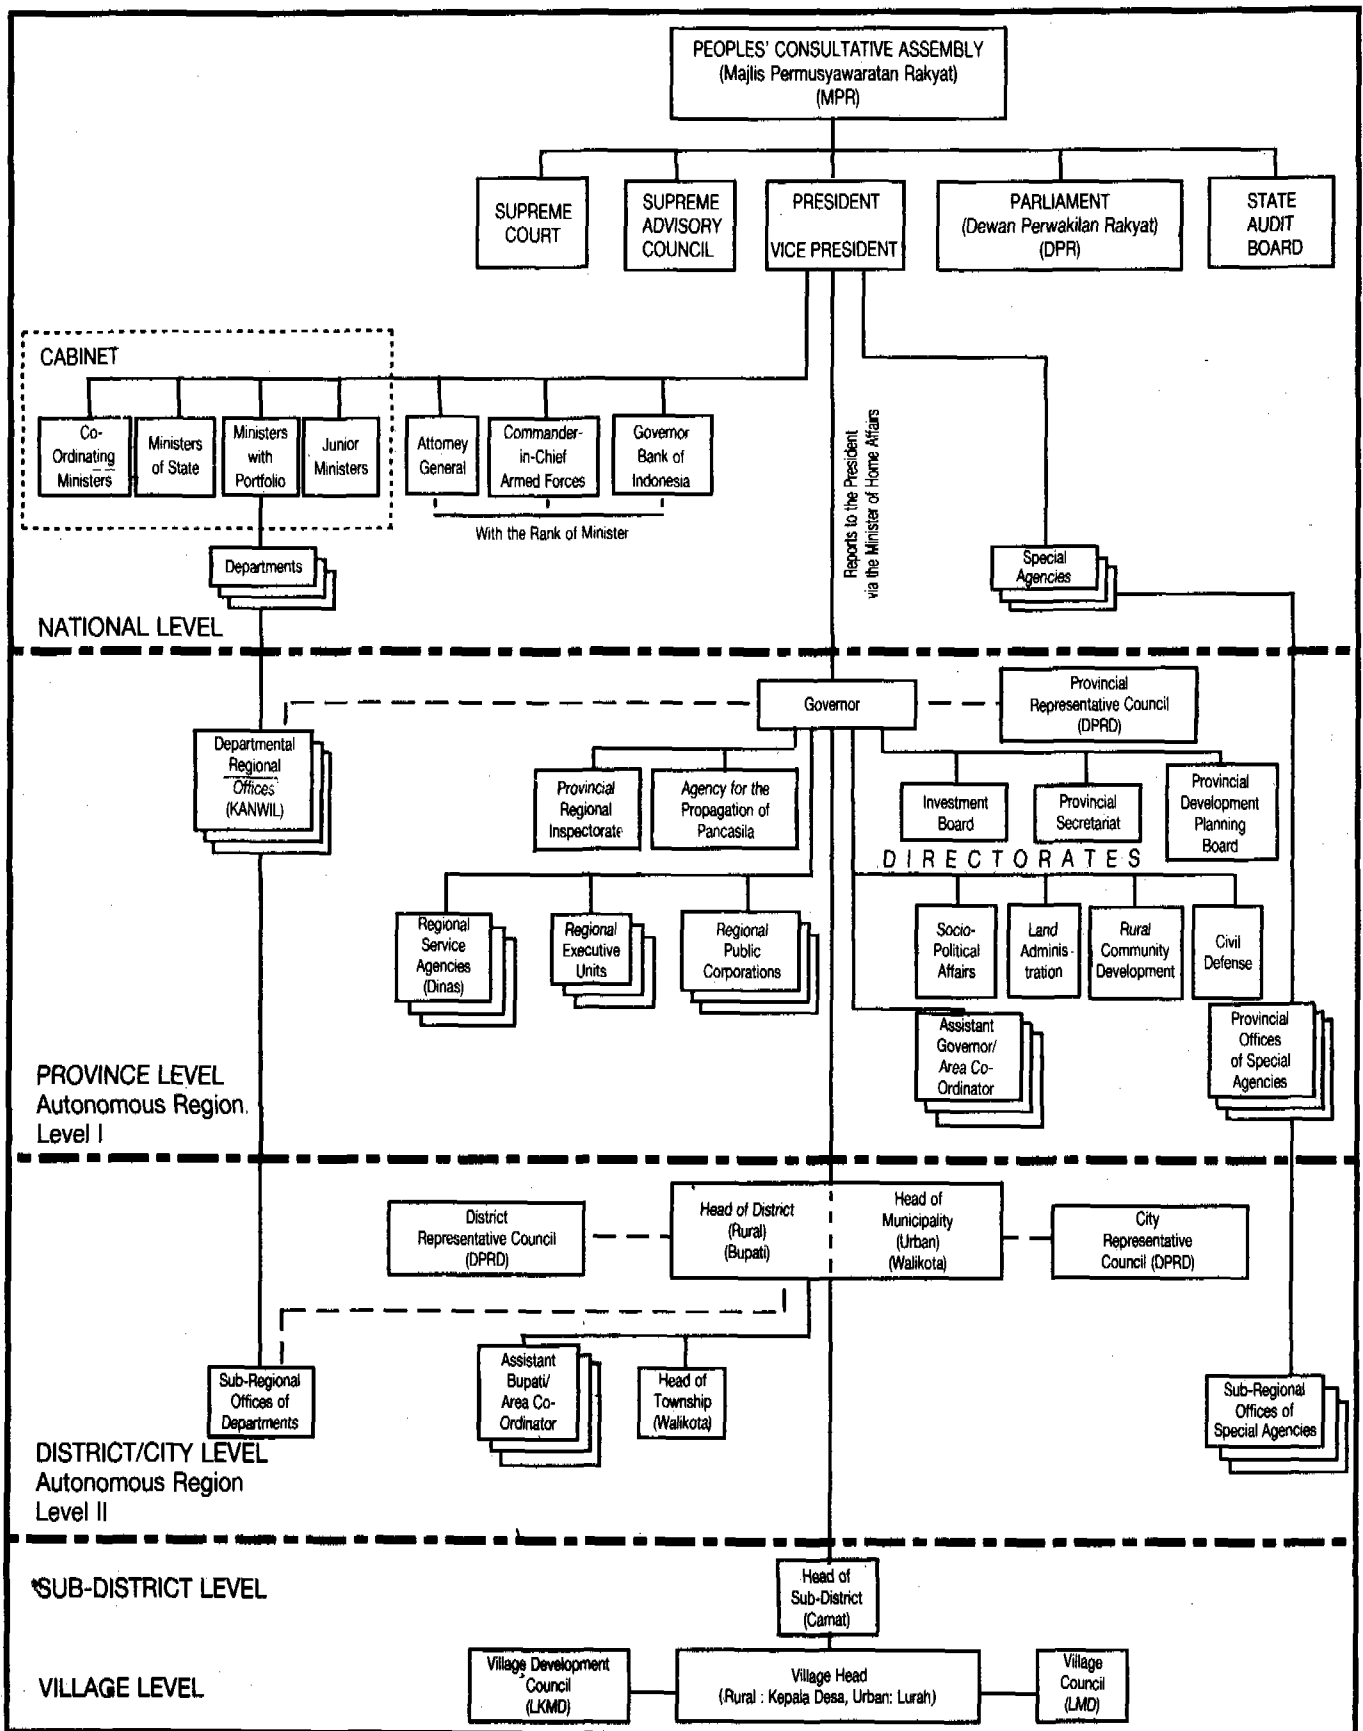 PEOPLES' CONSULTATIVE ASSEMBLY
(Majlis Permusyawaratan Rakyat)
(MPR)
SUPREME
COURT
SUPREME
ADVISORY
COUNCIL
PRESIDENT
VICE PRESIDENT
PARLIAMENT
(Dewan Perwakilan Rakyat)
(DPR)
STATE
AUDIT
BOARD
CABINET
Co-
Ordinating
Ministers
Ministers
of State
Ministers
with
Portfolio
Junior
Ministers
Attorney
General
Commander-
in-Chief
Armed Forces
Governor
Bank of
Indonesia
With the Rank of Minister
Reports to the President
via the Minister of Home Affairs
Departments
Special
Agencies
NATIONAL LEVEL
Governor
Provincial
Representative Council
(DPRD)
Departmental
Regional
Offices
(KANWIL)
Provincial
Regional
Inspectorate
Agency for the
Propagation of
Pancasila
Investment
Board
Provincial
Secretariat
Provincial
Development
Planning
Board
DIRECTORATES
Regional
Service
Agencies
(Dinas)
Regional
Executive
Units
Regional
Public
Corporations
Socio-
Political
Affairs
Land
Adminis-
tration
Rural
Community
Development
Civil
Defense
Assistant
Governor/
Area Co-
Ordinator
Provincial
Offices
of Special
Agencies
PROVINCE LEVEL
Autonomous Region
Level I
District
Representative Council
(DPRD)
Head of District
(Rural)
(Bupati)
Head of
Municipality
(Urban)
(Walikota)
City
Representative
Council (DPRD)
Sub-Regional
Offices of
Departments
Assistant
Bupati/
Area Co-
Ordinator
Head of
Township
(Walikota)
Sub-Regional
Offices of
Special Agencies
DISTRICT/CITY LEVEL
Autonomous Region
Level II
SUB-DISTRICT LEVEL
Head of
Sub-District
(Camat)
VILLAGE LEVEL
Village Development
Council
(LKMD)
Village Head
(Rural : Kepala Desa, Urban: Lurah)
Village
Council
(LMD)